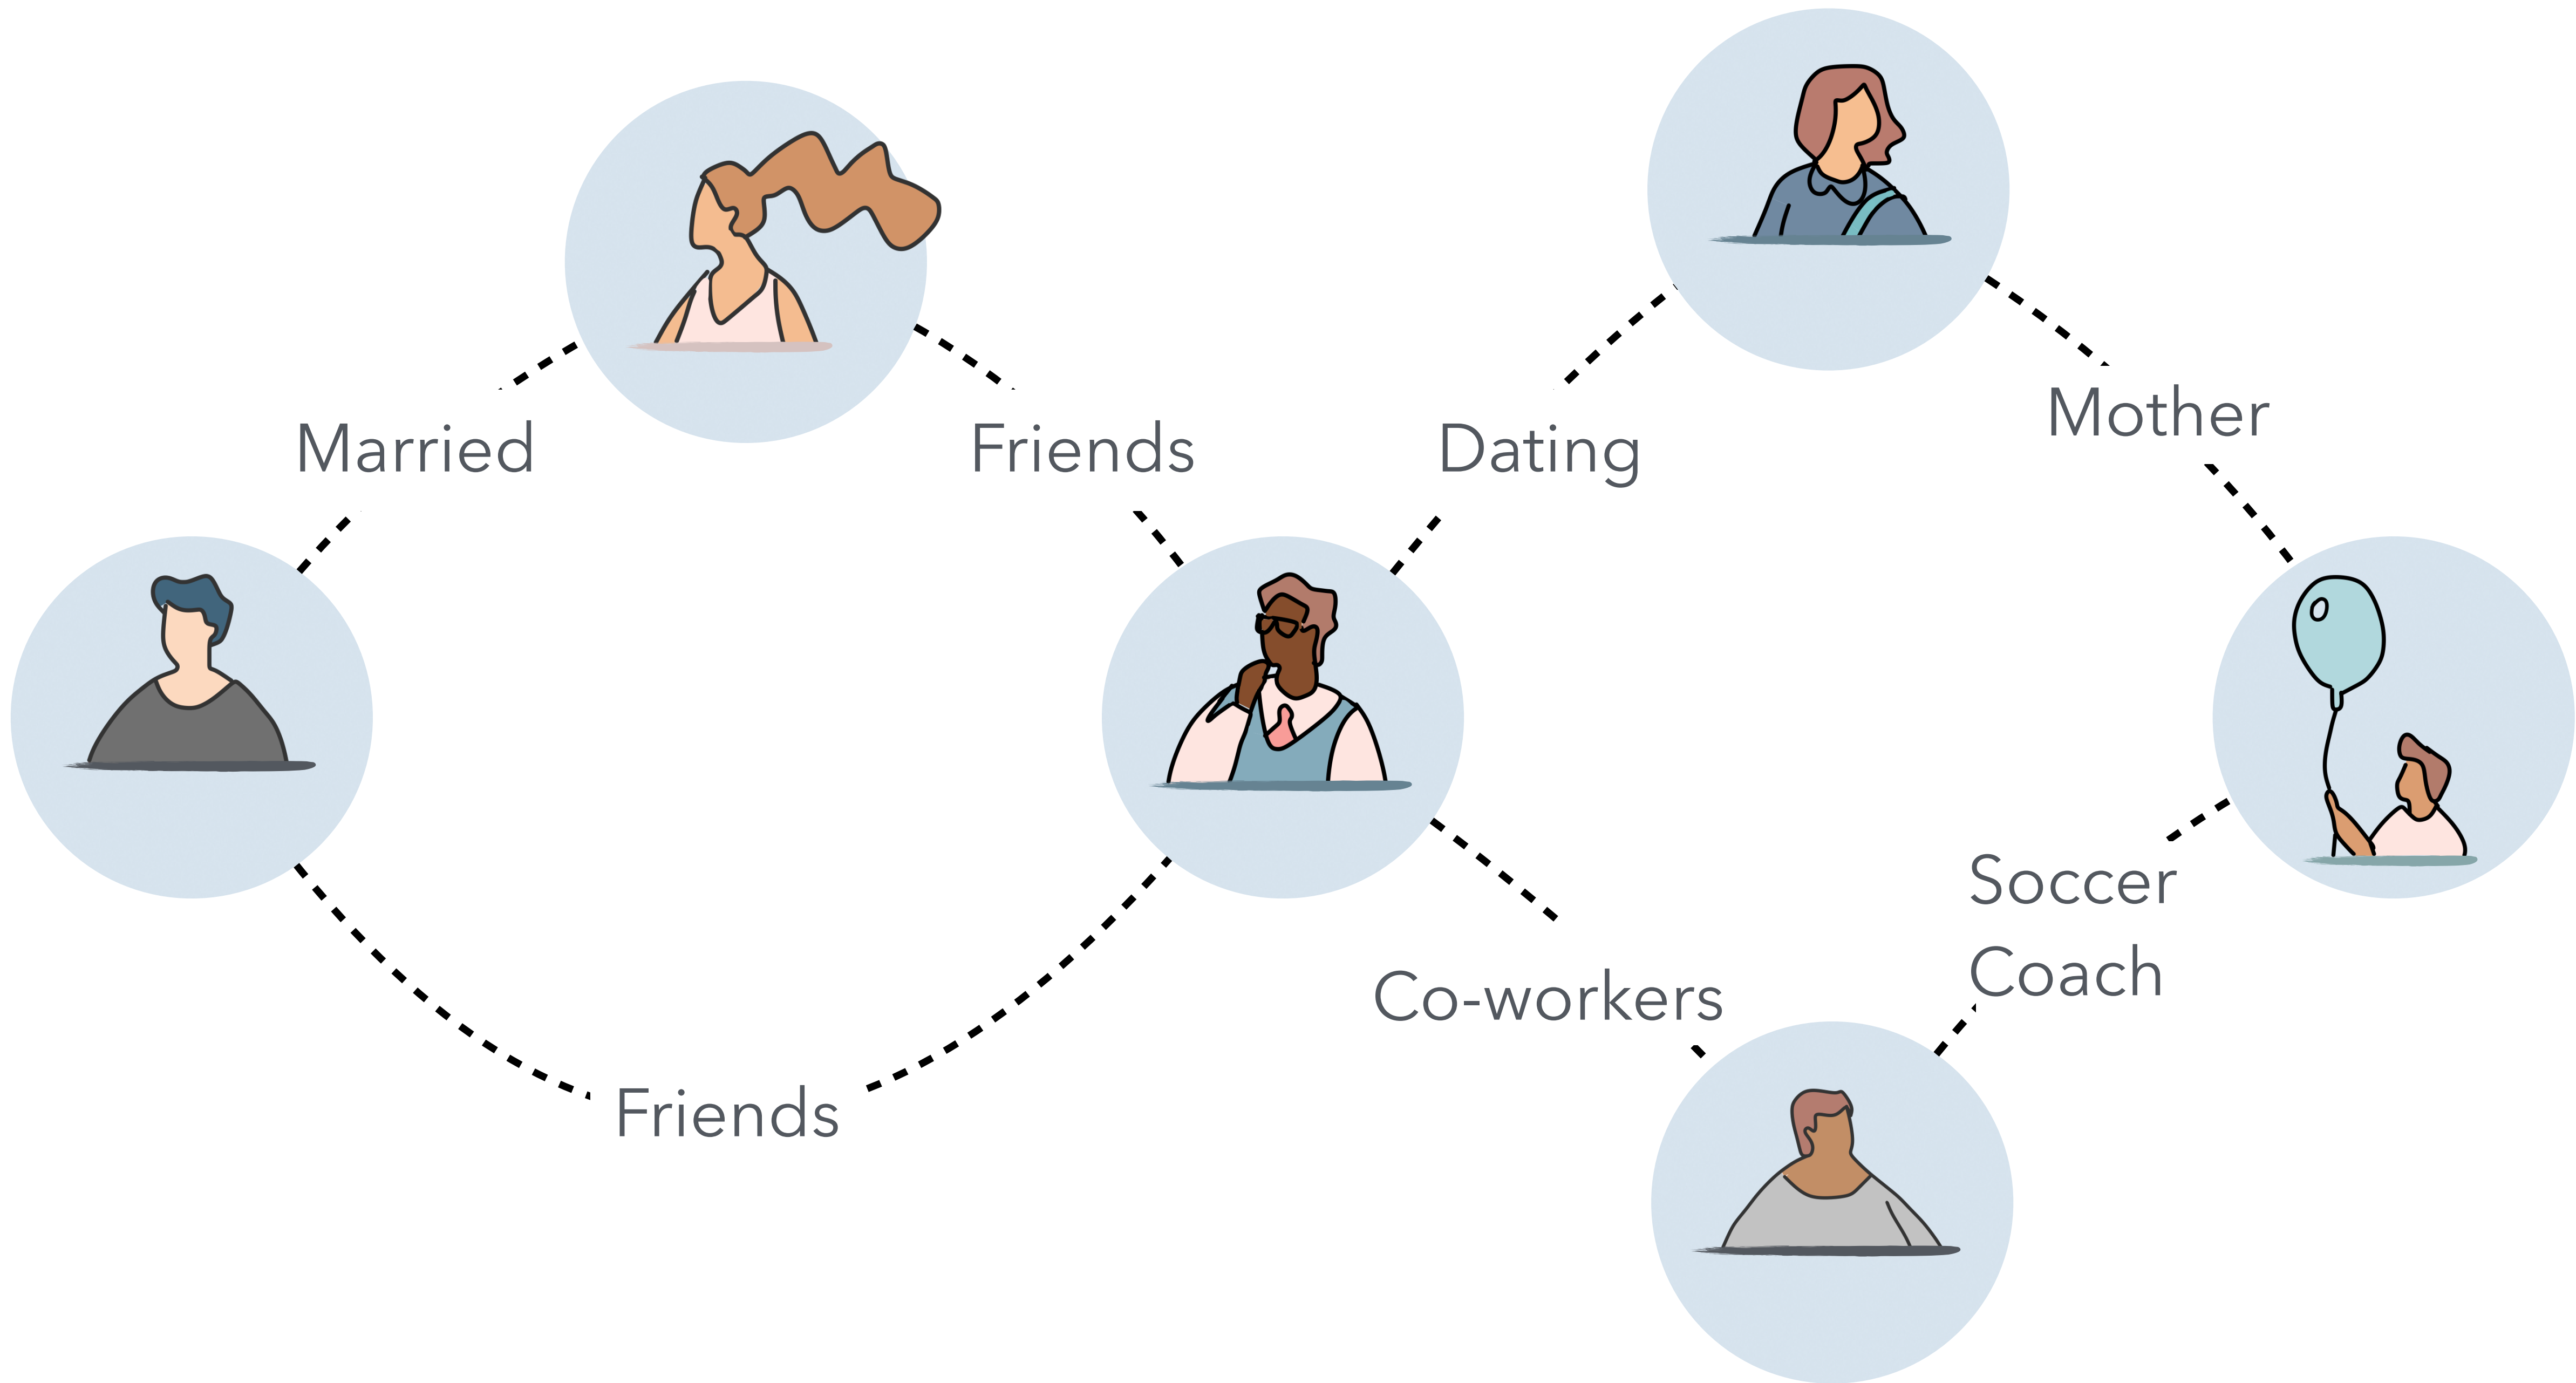 Mother
Married
Friends
Dating
Soccer
Coach
Co-workers
Friends